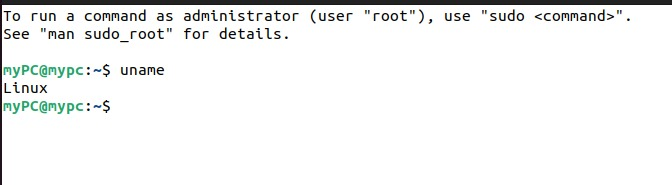 To run a command as administrator (user "root"), use "sudo <command>".
See "man sudo_root" for details.
myPC@mypc:~$ uname
Linux
myPC@mypc:~$